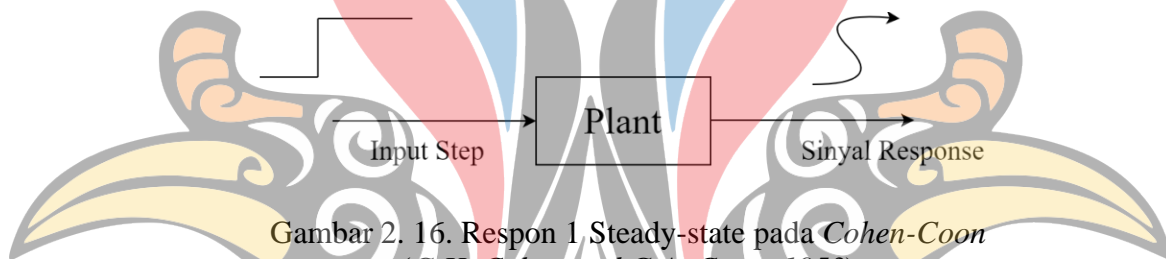 Plant
Input Step
Sinyal Response
Gambar 2. 16. Respon 1 Steady-state pada Cohen-Coon